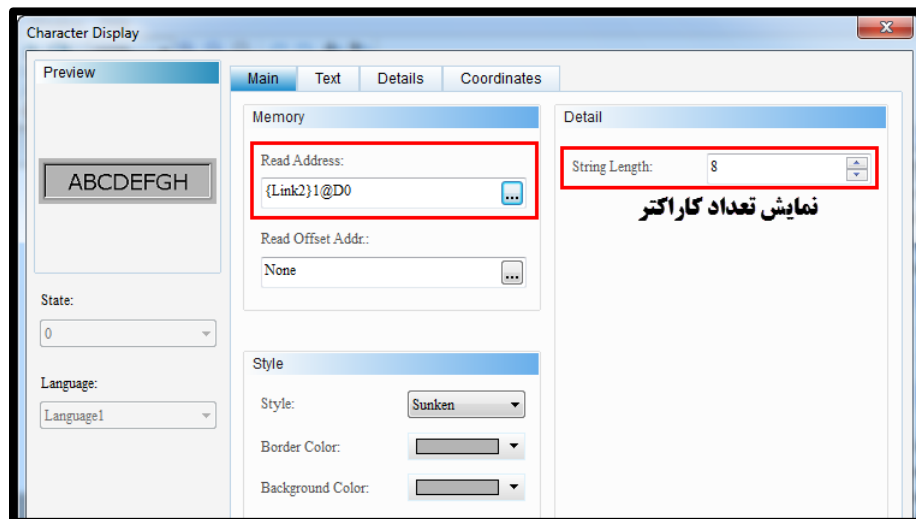 Character Display
Preview
ABCDEFGH
State:
0
Language:
Language1
Main
Text
Details
Coordinates
Memory
Read Address:
{Link2}1@D0
...
Read Offset Addr.:
None
...
Style
Style:
Sunken
Border Color:
Background Color:
Detail
String Length:
8
نمایش تعداد کاراکتر